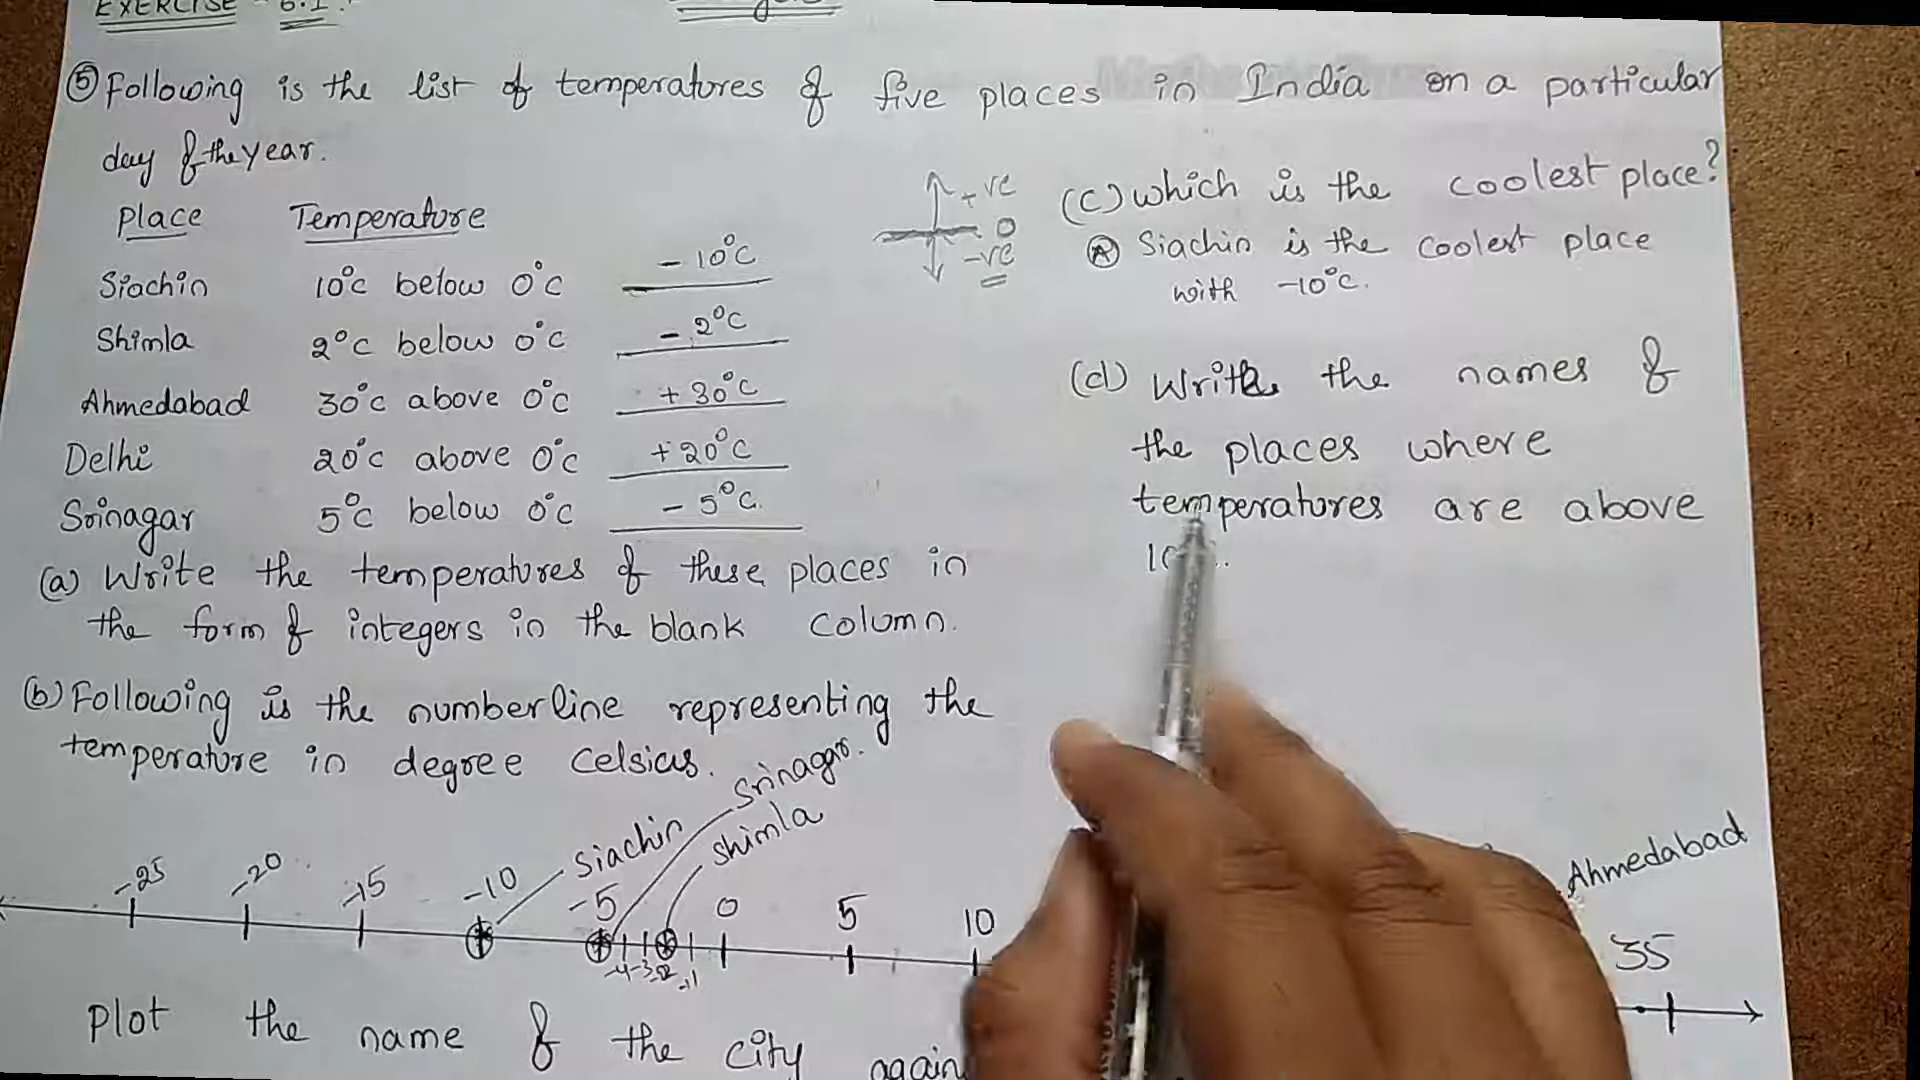 EXERCISE - 6.1.
⑤ Following is the list of temperatures of five places in India on a particular
day of the year.
Place Temperature
Siachin 10°c below 0°c - 10°C
Shimla 2°c below 0°c - 2°C
Ahmedabad 30°c above 0°c + 30°C
Delhi 20°c above 0°c + 20°C
Srinagar 5°C below 0°c - 5°C.
(a) Write the temperatures of these places in
the form of integers in the blank column.
(b) Following is the number line representing the
temperature in degree celsius.
Srinagar.
Siachin Shimla
-25 -20 -15 -10 -5 0 5 10
-4 -3 -2 -1
Plot the name of the city
+ve
0
-ve
(c) Which is the coolest place?
Ⓐ Siachin is the coolest place
with -10°C.
(d) Write the names of
the places where
temperatures are above
Ahmedabad
35